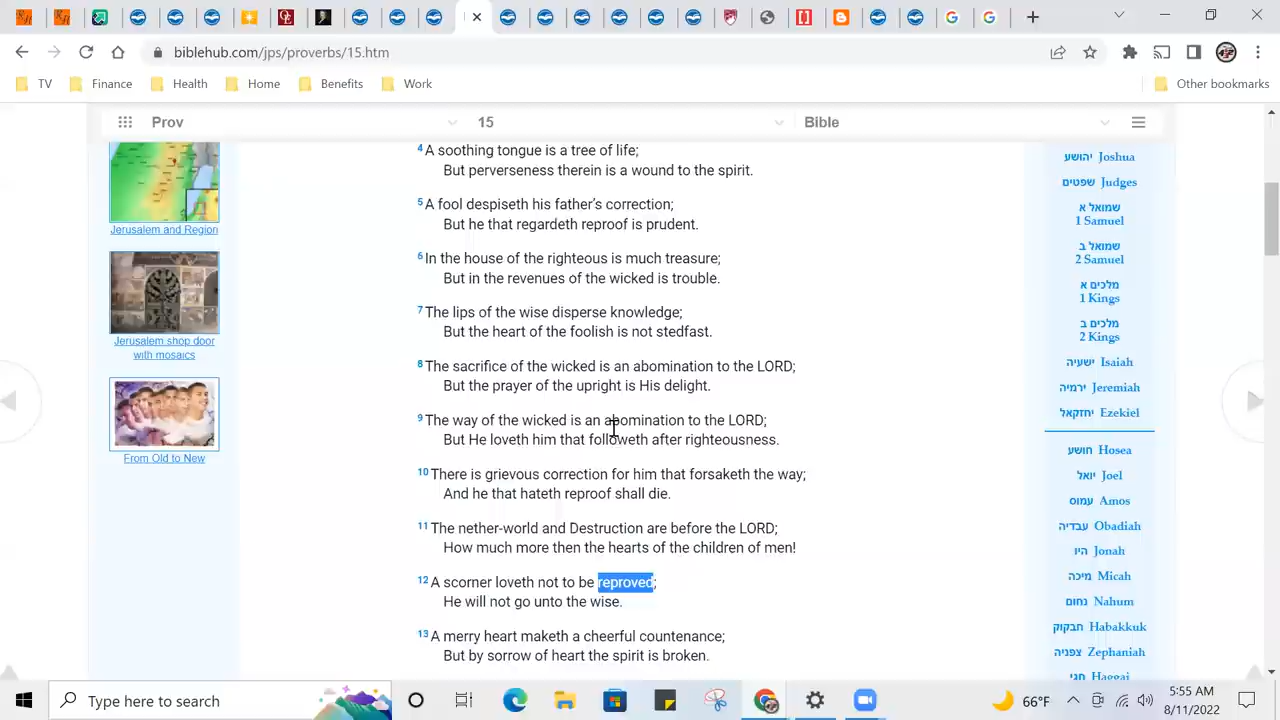 biblehub.com/jps/proverbs/15.htm
TV Finance Health Home Benefits Work Other bookmarks
Prov 15 Bible
4 A soothing tongue is a tree of life;
But perverseness therein is a wound to the spirit.
5 A fool despiseth his father's correction;
But he that regardeth reproof is prudent.
6 In the house of the righteous is much treasure;
But in the revenues of the wicked is trouble.
7 The lips of the wise disperse knowledge;
But the heart of the foolish is not stedfast.
8 The sacrifice of the wicked is an abomination to the LORD;
But the prayer of the upright is His delight.
9 The way of the wicked is an abomination to the LORD;
But He loveth him that followeth after righteousness.
10 There is grievous correction for him that forsaketh the way;
And he that hateth reproof shall die.
11 The nether-world and Destruction are before the LORD;
How much more then the hearts of the children of men!
12 A scorner loveth not to be reproved;
He will not go unto the wise.
13 A merry heart maketh a cheerful countenance;
But by sorrow of heart the spirit is broken.
Jerusalem and Region
Jerusalem shop door
with mosaics
From Old to New
יהושע Joshua
שפטים Judges
שמואל א
1 Samuel
שמואל ב
2 Samuel
מלכים א
1 Kings
מלכים ב
2 Kings
ישעיה Isaiah
ירמיה Jeremiah
יחזקאל Ezekiel
הושע Hosea
יואל Joel
עמוס Amos
עבדיה Obadiah
היו Jonah
מיכה Micah
נחום Nahum
חבקוק Habakkuk
צפניה Zephaniah
חגי Haggai
Type here to search
66°F
5:55 AM
8/11/2022